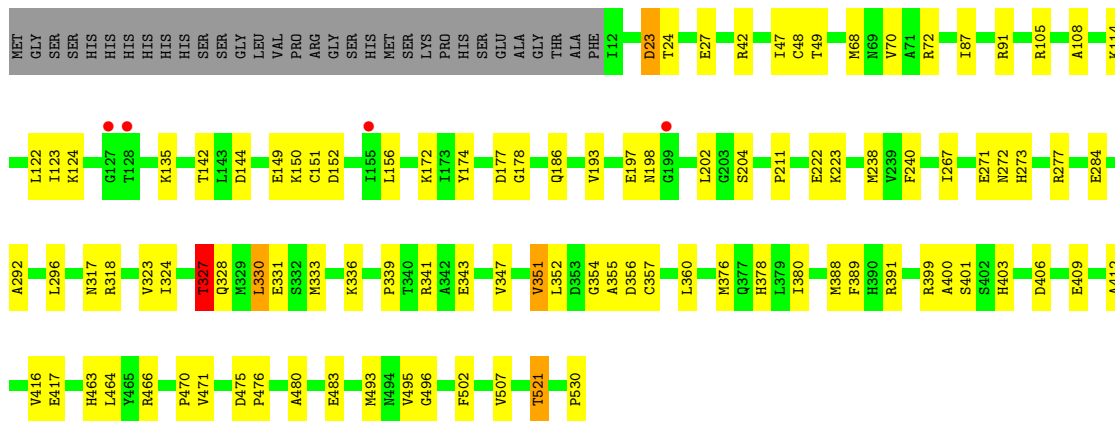 MET GLY SER SER HIS HIS HIS HIS HIS HIS SER SER GLY LEU VAL PRO ARG GLY SER HIS MET SER LYS PRO HIS SER GLU ALA GLY THR ALA PHE I12 D23 T24 E27 R42 I47 C48 T49 M68 N69 V70 A71 R72 I87 R91 R105 A108 K114
L122 I123 K124 G127 T128 K135 T142 L143 D144 E149 K150 C151 D152 I155 L156 K172 I173 Y174 D177 G178 Q186 V193 E197 N198 G199 L202 G203 S204 P211 E222 K223 M238 V239 F240 I267 E271 N272 H273 R277 E284
A292 L296 N317 R318 V323 I324 T327 Q328 M329 L330 E331 S332 M333 K336 P339 T340 R341 A342 E343 V347 V351 L352 D353 G354 A355 D356 C357 L360 M376 Q377 H378 L379 I380 M388 F389 H390 R391 R399 A400 S401 S402 H403 D406 E409 A412
V416 E417 H463 L464 Y465 R466 P470 V471 D475 P476 A480 E483 M493 N494 V495 G496 F502 V507 T521 P530